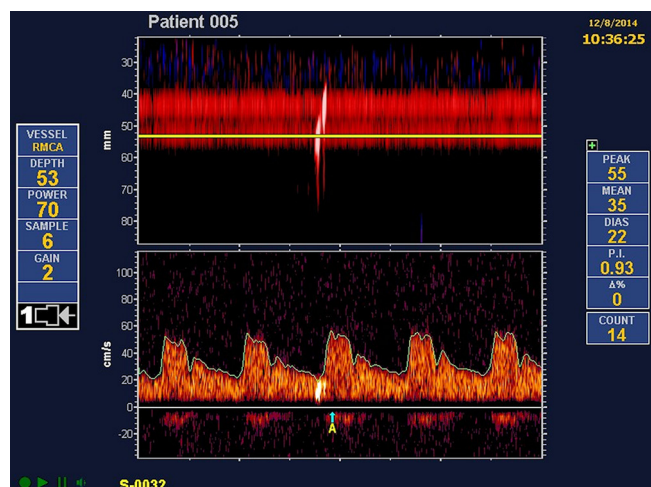 Patient 005
12/8/2014
10:36:25
30
40
50
60
70
80
mm
VESSEL
RMCA
DEPTH
53
POWER
70
SAMPLE
6
GAIN
2
1
+
PEAK
55
MEAN
35
DIAS
22
P.I.
0.93
Δ%
0
COUNT
14
100
80
60
40
20
0
-20
cm/s
A
S-0032